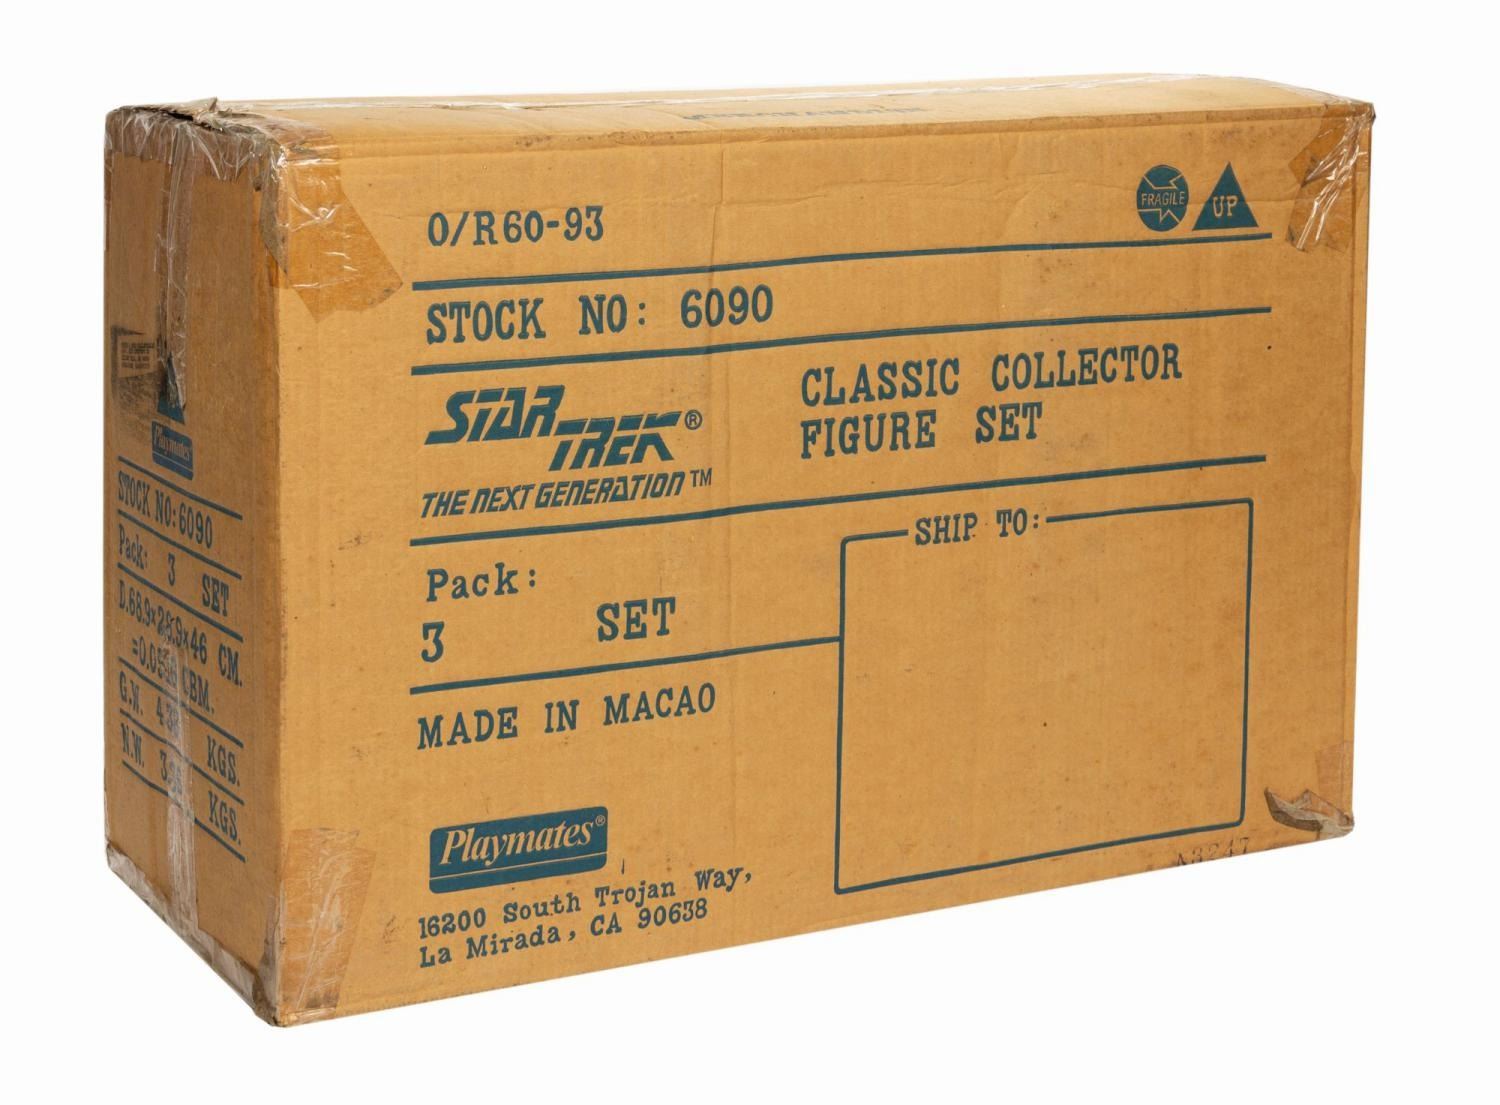 O/R60-93
FRAGILE
UP
STOCK NO: 6090
STAR TREK®
THE NEXT GENERATION™
CLASSIC COLLECTOR
FIGURE SET
Pack:
3 SET
SHIP TO:
MADE IN MACAO
Playmates®
16200 South Trojan Way,
La Mirada, CA 90638
Playmates
STOCK NO:6090
Pack: 3 SET
CM.
CBM.
G.W. KGS.
N.W. KGS.